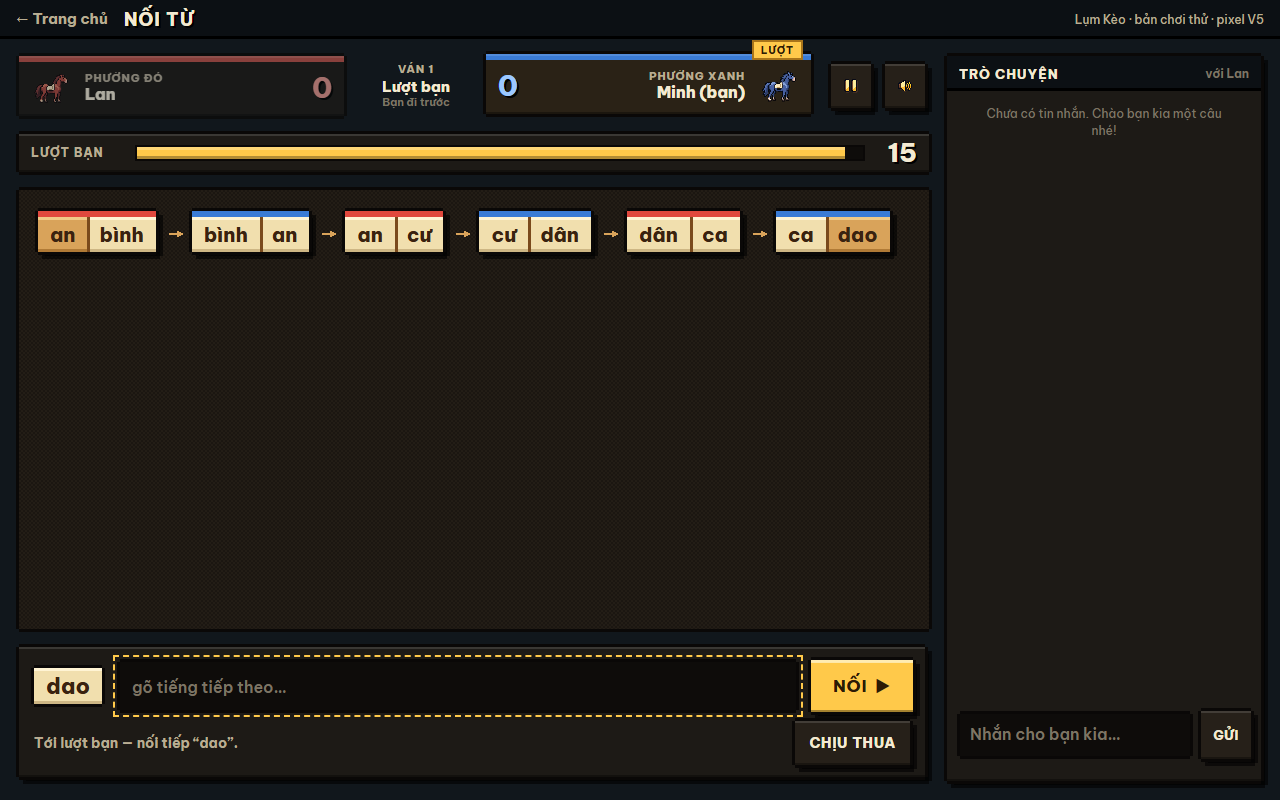 ← Trang chủ NỐI TỪ
Lụm Kèo · bản chơi thử · pixel V5
PHƯƠNG ĐỎ
Lan
0
VÁN 1
Lượt bạn
Bạn đi trước
LƯỢT
0
PHƯƠNG XANH
Minh (bạn)
LƯỢT BẠN
15
an bình → bình an → an cư → cư dân → dân ca → ca dao
dao
gõ tiếng tiếp theo...
NỐI ▶
Tới lượt bạn — nối tiếp “dao”.
CHỊU THUA
TRÒ CHUYỆN
với Lan
Chưa có tin nhắn. Chào bạn kia một câu
nhé!
Nhắn cho bạn kia...
GỬI